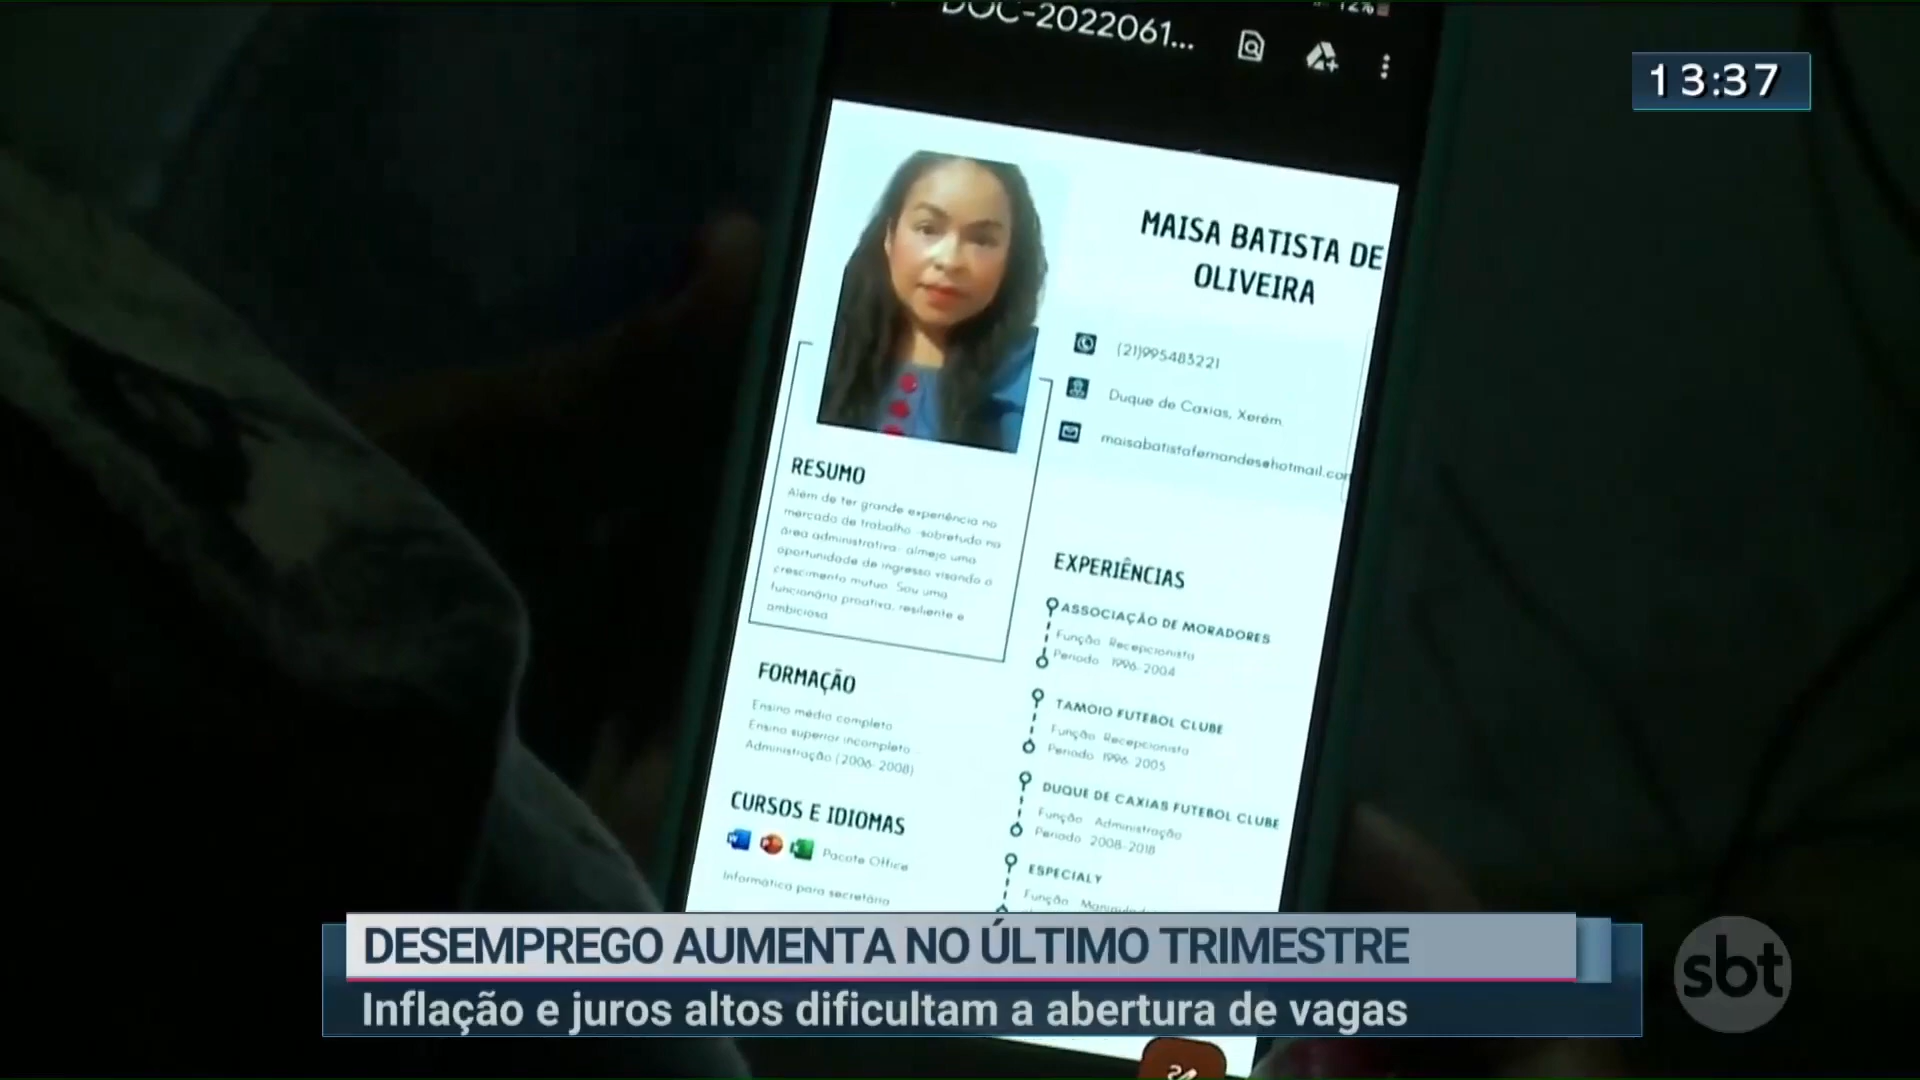 DOC-2022061...
12%
13:37
MAISA BATISTA DE
OLIVEIRA
(21)995483221
Duque de Caxias, Xerém
maisabatistafernandes@hotmail.com
RESUMO
Além de ter grande experiência no
mercado de trabalho -sobretudo na
área administrativa- almejo uma
oportunidade de ingresso visando o
crescimento mutuo. Sou uma
funcionária proativa, resiliente e
ambiciosa.
FORMAÇÃO
Ensino médio completo
Ensino superior incompleto -
Administração (2006-2008)
CURSOS E IDIOMAS
Pacote Office
Informática para secretária
EXPERIÊNCIAS
ASSOCIAÇÃO DE MORADORES
Função: Recepcionista
Período: 1996-2004
TAMOIO FUTEBOL CLUBE
Função: Recepcionista
Período: 1996-2005
DUQUE DE CAXIAS FUTEBOL CLUBE
Função: Administração
Período: 2008-2018
ESPECIALY
Função:
DESEMPREGO AUMENTA NO ÚLTIMO TRIMESTRE
Inflação e juros altos dificultam a abertura de vagas
sbt